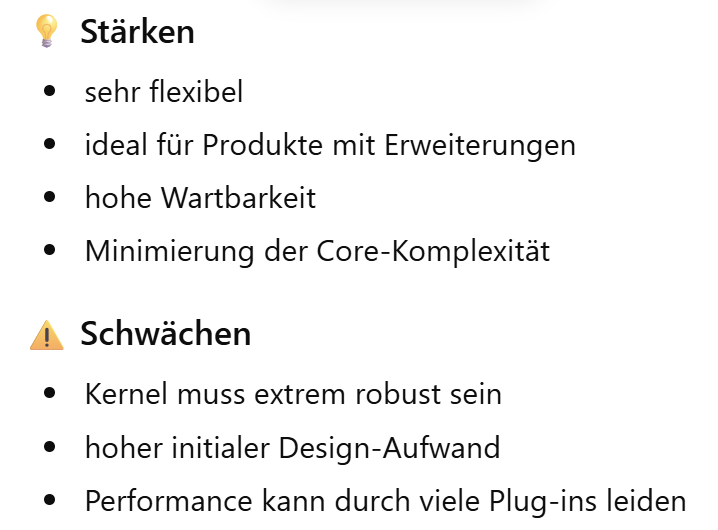 💡 Stärken
• sehr flexibel
• ideal für Produkte mit Erweiterungen
• hohe Wartbarkeit
• Minimierung der Core-Komplexität
⚠️ Schwächen
• Kernel muss extrem robust sein
• hoher initialer Design-Aufwand
• Performance kann durch viele Plug-ins leiden